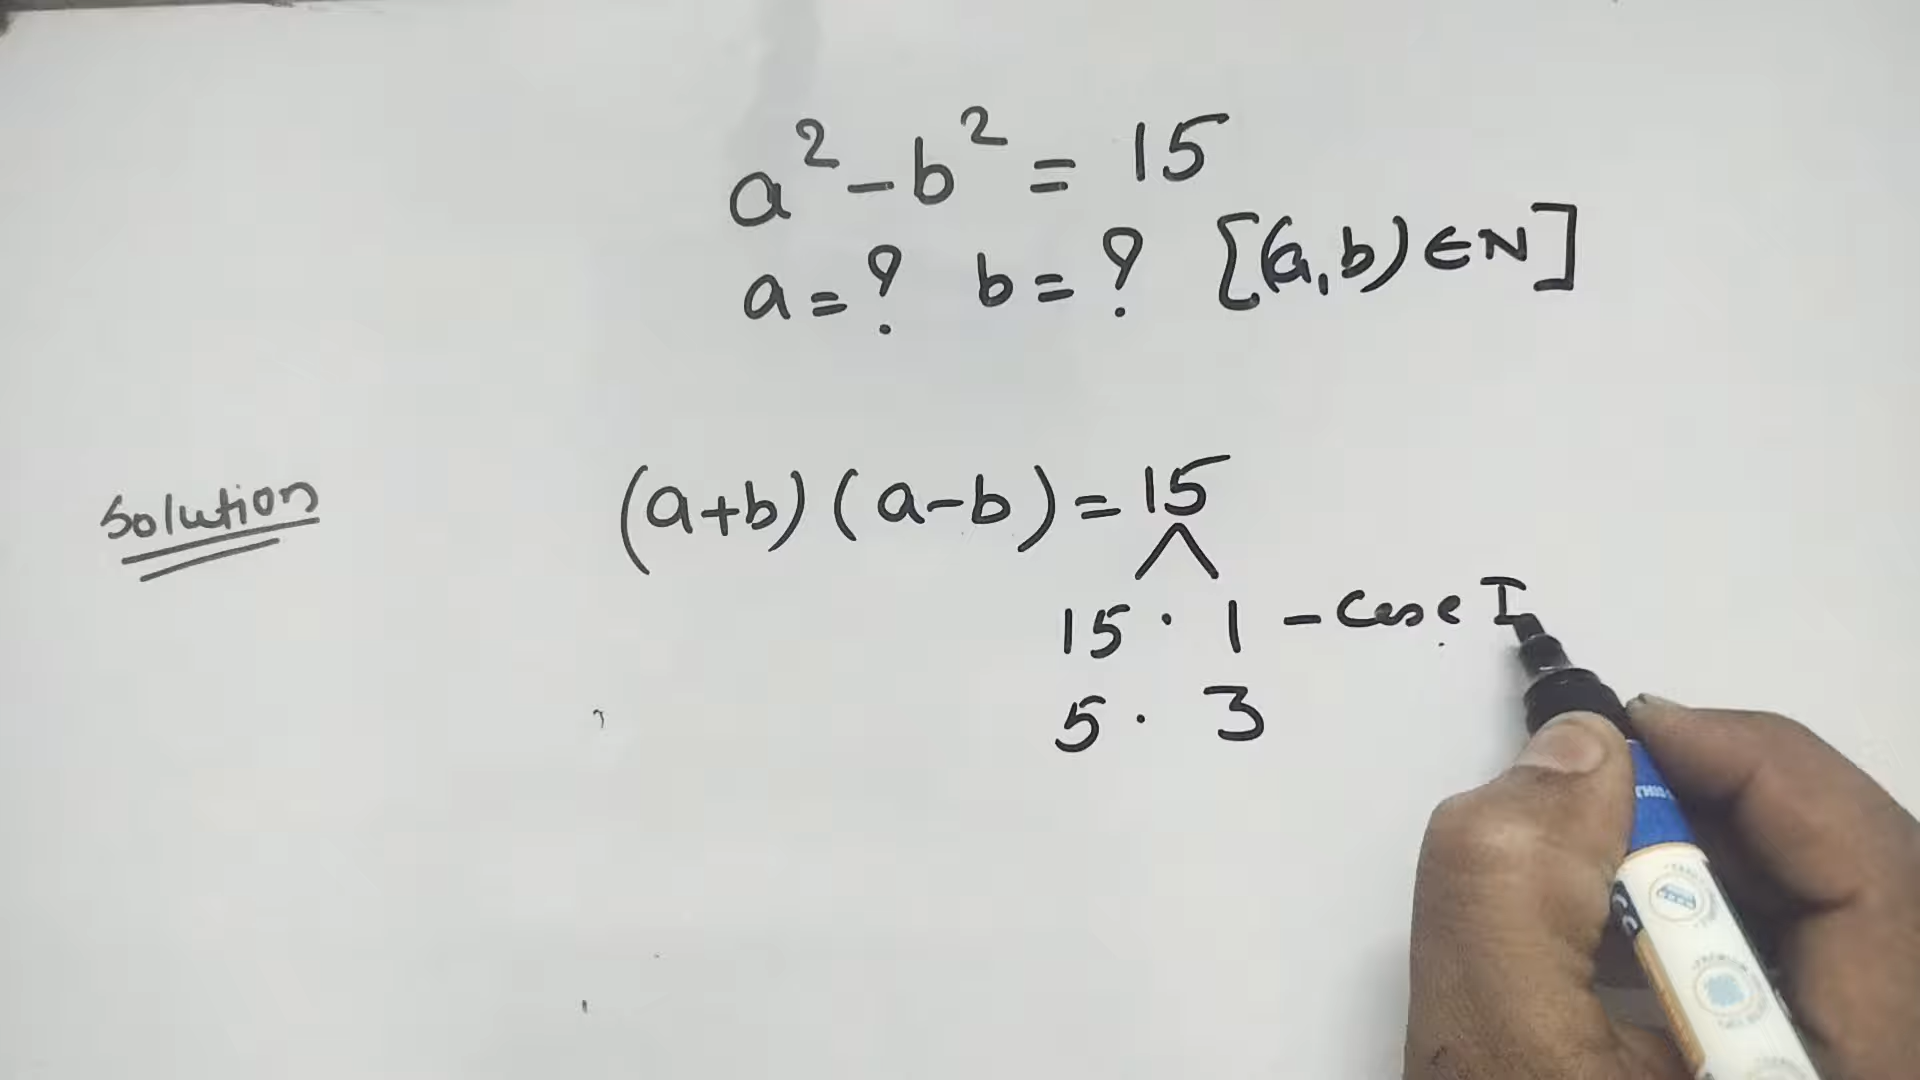 a² - b² = 15
a = ? b = ? [(a,b) ∈ N]
Solution
(a+b) (a-b) = 15
15 · 1 - Case I
5 · 3